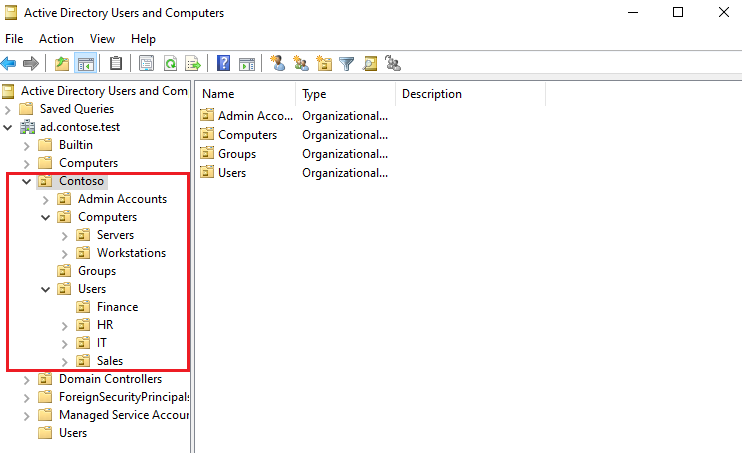 Active Directory Users and Computers
File Action View Help
Active Directory Users and Com
Saved Queries
ad.contose.test
Builtin
Computers
Contoso
Admin Accounts
Computers
Servers
Workstations
Groups
Users
Finance
HR
IT
Sales
Domain Controllers
ForeignSecurityPrincipals
Managed Service Accour
Users
Name Type Description
Admin Acco... Organizational...
Computers Organizational...
Groups Organizational...
Users Organizational...